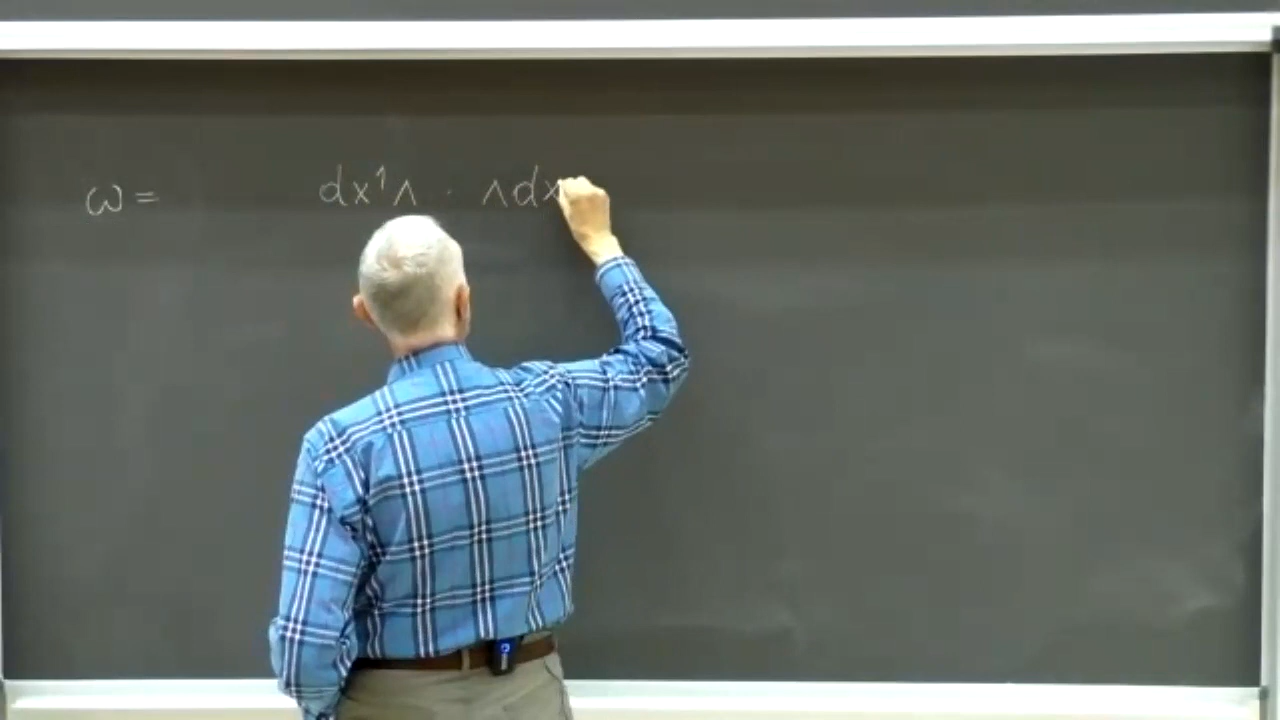 ω = dx¹∧ · ∧dx